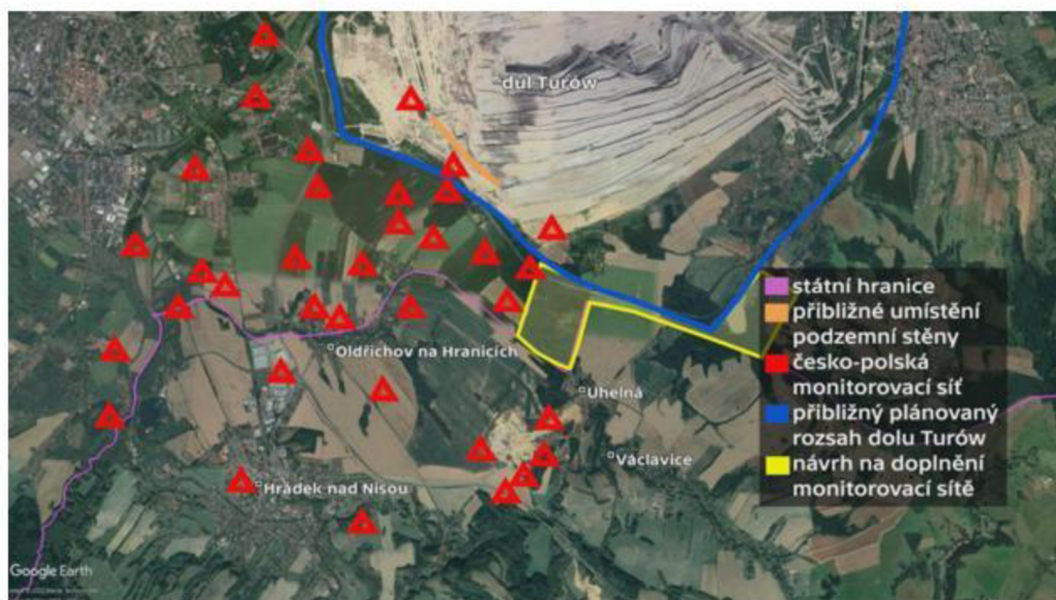 důl Turów
státní hranice
přibližné umístění
podzemní stěny
česko-polská
monitorovací síť
přibližný plánovaný
rozsah dolu Turów
návrh na doplnění
monitorovací sítě
Oldřichov na Hranicích
Uhelná
Václavice
Hrádek nad Nisou
Google Earth